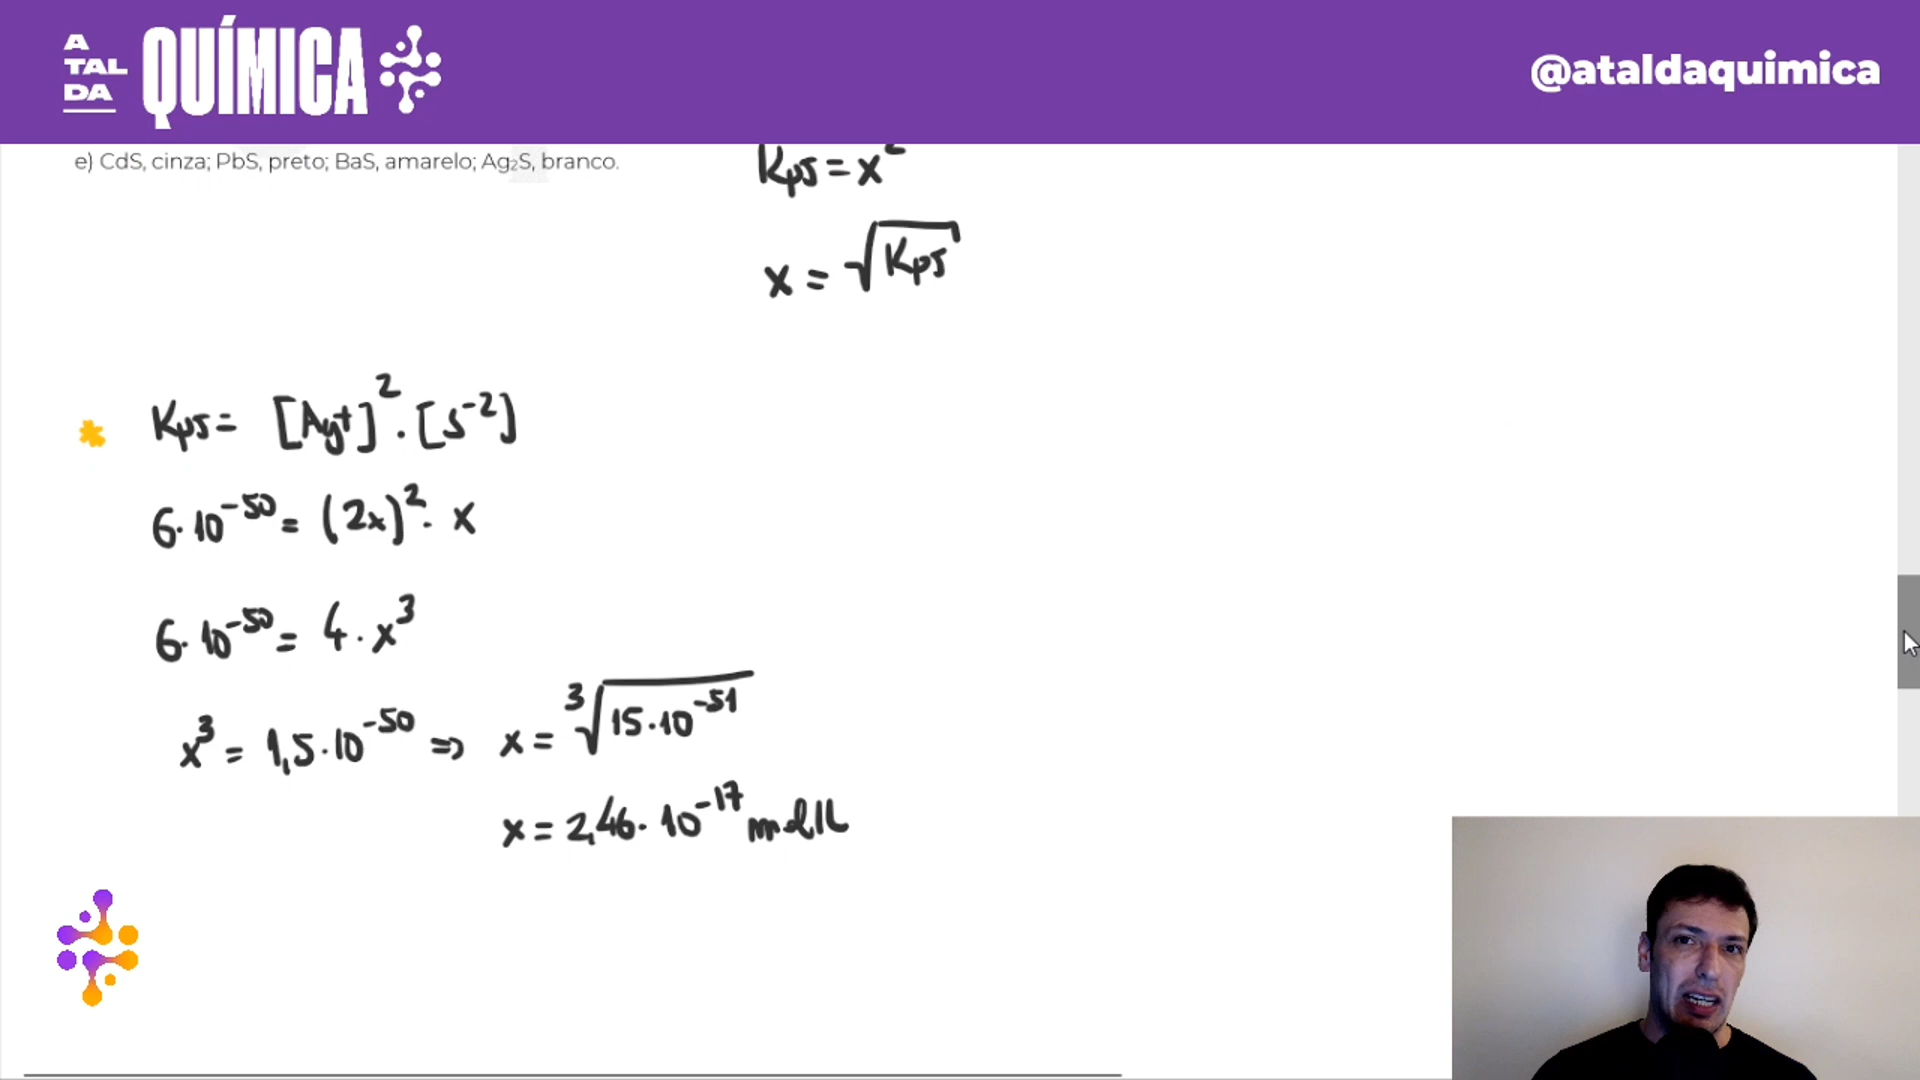 A
TAL
DA
QUÍMICA
@ataldaquimica
e) CdS, cinza; PbS, preto; BaS, amarelo; Ag₂S, branco.
Kps = x²
x = √Kps
* Kps = [Ag+]² . [S⁻²]
6.10⁻⁵⁰ = (2x)² . x
6.10⁻⁵⁰ = 4 . x³
x³ = 1,5.10⁻⁵⁰ => x = ³√15.10⁻⁵¹
x = 2,46.10⁻¹⁷ mol/L